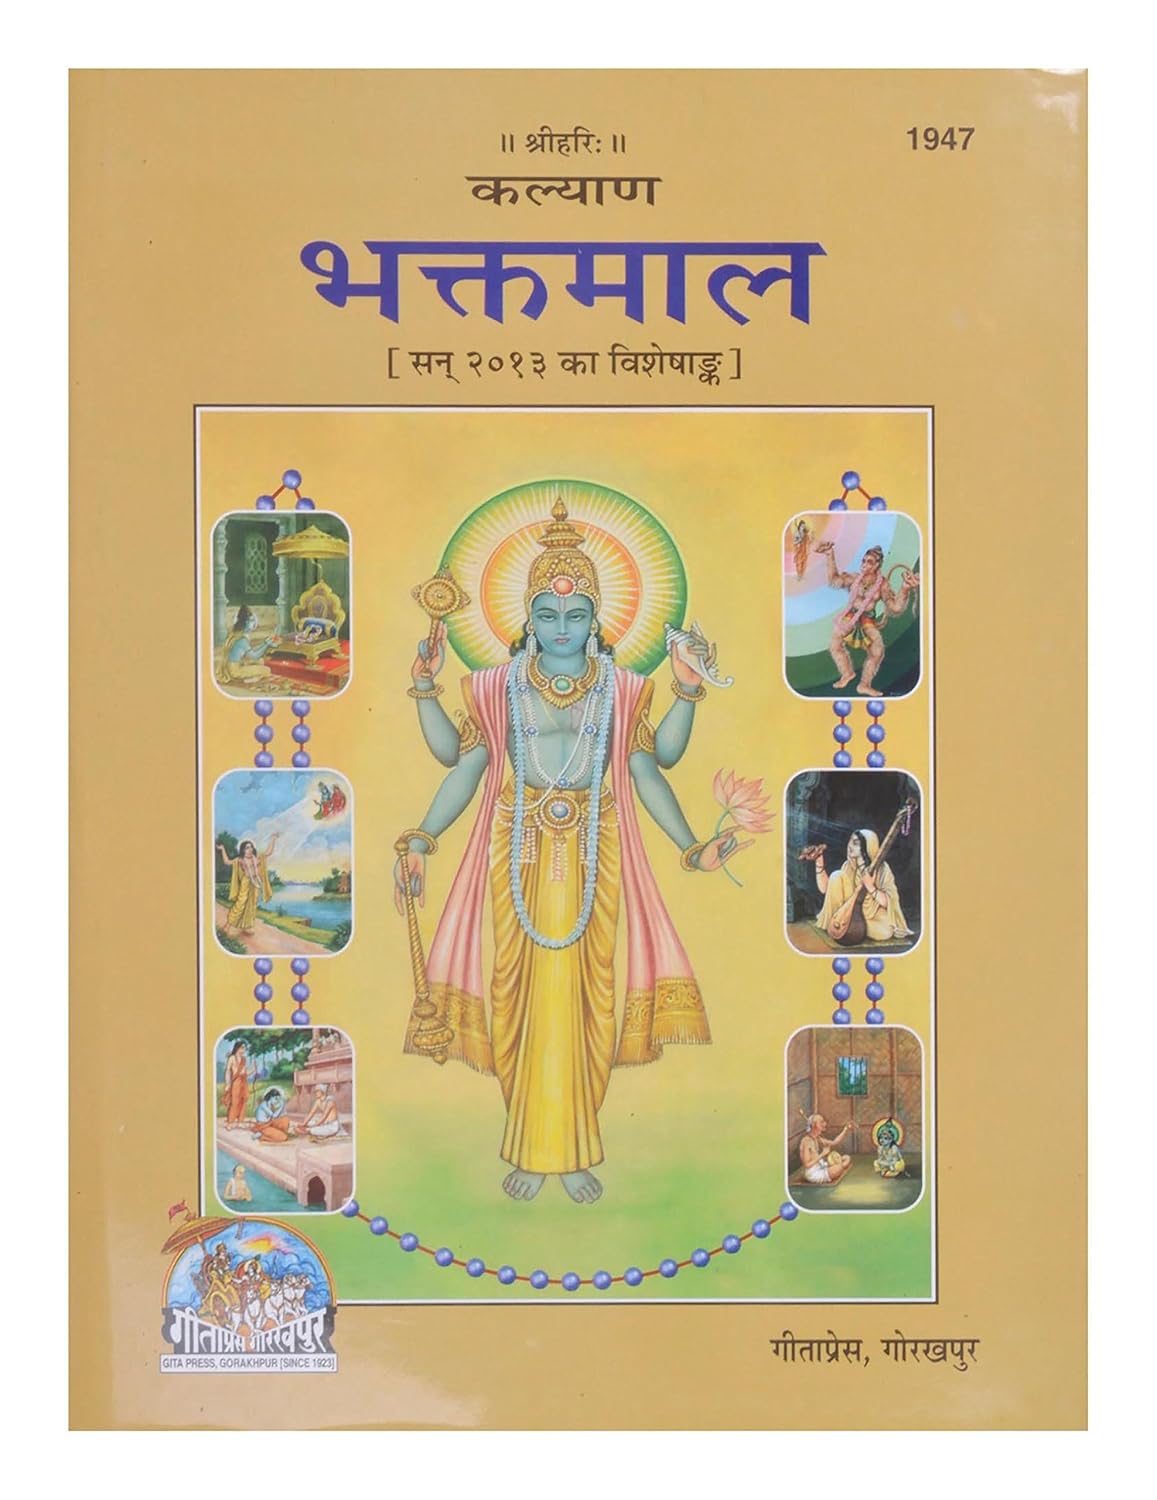 ॥ श्रीहरिः ॥
1947
कल्याण
भक्तमाल
[ सन् २०१३ का विशेषाङ्क ]
गीताप्रेस गोरखपुर
GITA PRESS, GORAKHPUR [SINCE 1923]
गीताप्रेस, गोरखपुर